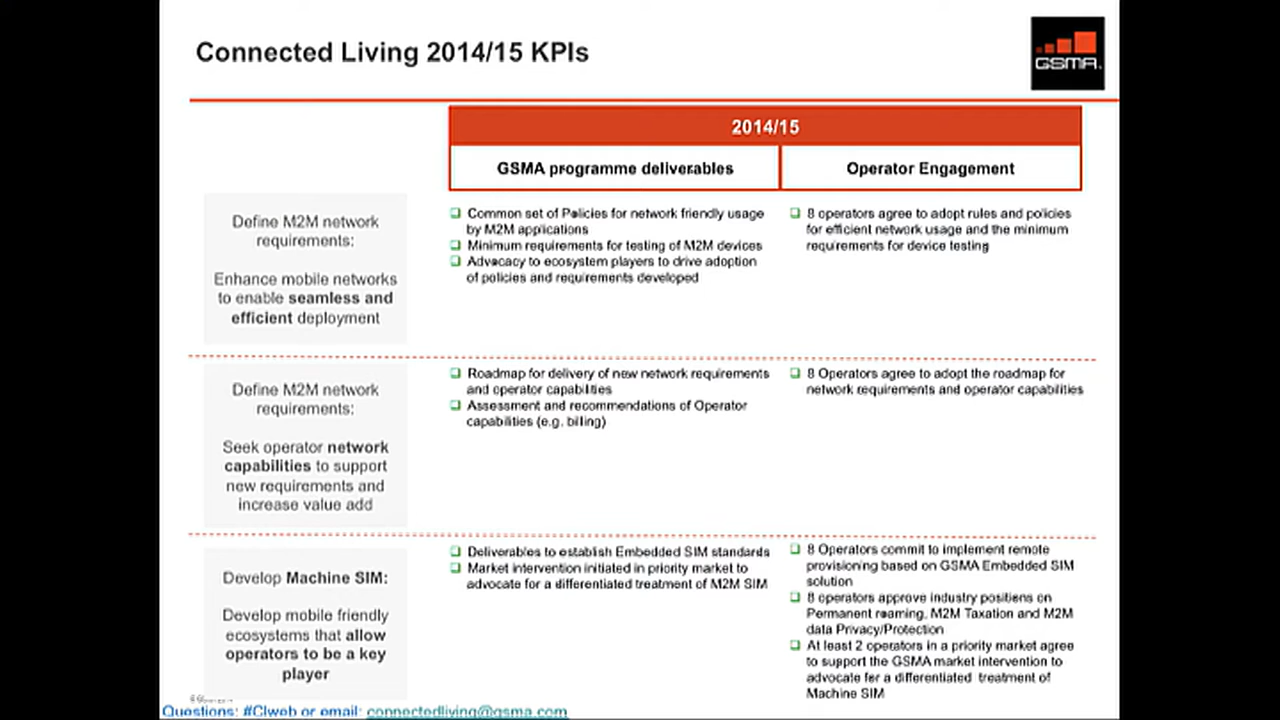 Connected Living 2014/15 KPIs
GSMA
2014/15
GSMA programme deliverables
Operator Engagement
Define M2M network
requirements:
Enhance mobile networks
to enable seamless and
efficient deployment
Common set of Policies for network friendly usage
by M2M applications
Minimum requirements for testing of M2M devices
Advocacy to ecosystem players to drive adoption
of policies and requirements developed
8 operators agree to adopt rules and policies
for efficient network usage and the minimum
requirements for device testing
Define M2M network
requirements:
Seek operator network
capabilities to support
new requirements and
increase value add
Roadmap for delivery of new network requirements
and operator capabilities
Assessment and recommendations of Operator
capabilities (e.g. billing)
8 Operators agree to adopt the roadmap for
network requirements and operator capabilities
Develop Machine SIM:
Develop mobile friendly
ecosystems that allow
operators to be a key
player
Deliverables to establish Embedded SIM standards
Market intervention initiated in priority market to
advocate for a differentiated treatment of M2M SIM
8 Operators commit to implement remote
provisioning based on GSMA Embedded SIM
solution
8 operators approve industry positions on
Permanent roaming, M2M Taxation and M2M
data Privacy/Protection
At least 2 operators in a priority market agree
to support the GSMA market intervention to
advocate for a differentiated treatment of
Machine SIM
Questions: #Clweb or email: connectedliving@gsma.com